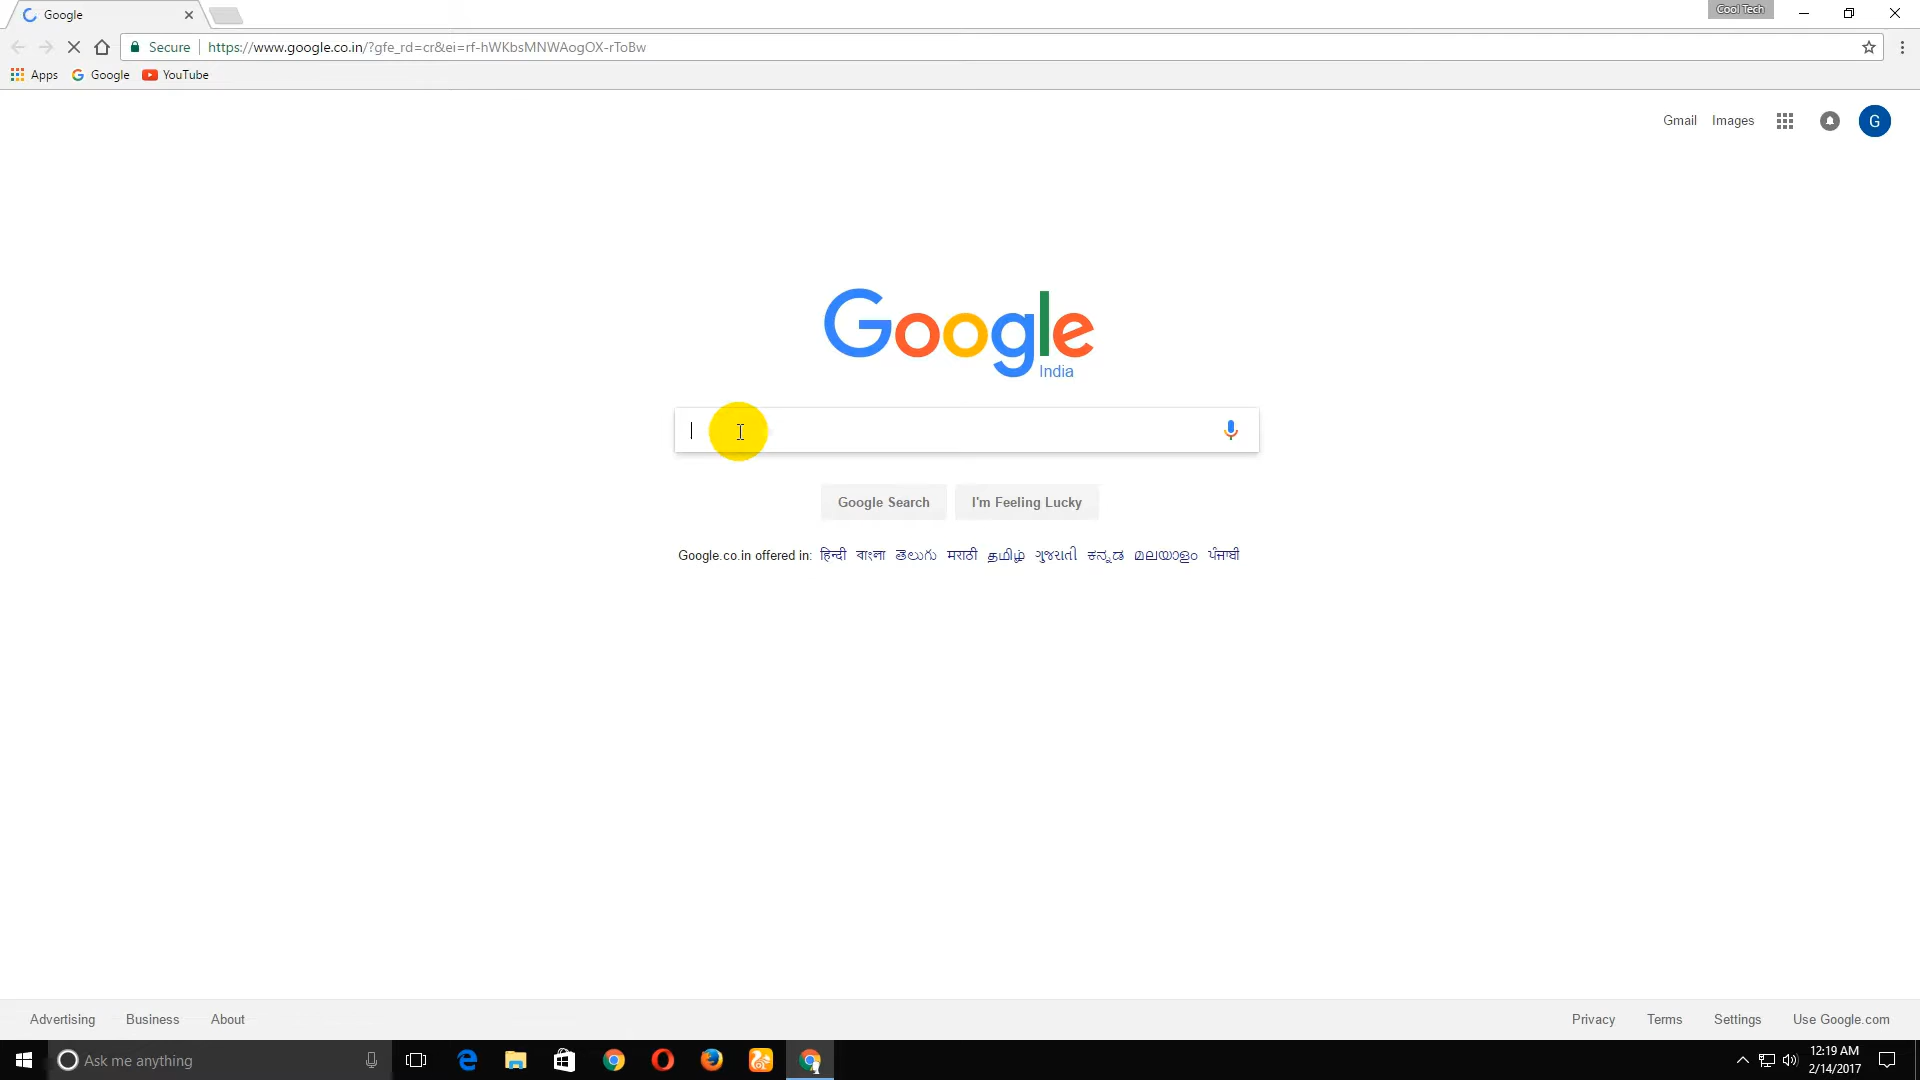 Google
Cool Tech
Secure https://www.google.co.in/?gfe_rd=cr&ei=rf-hWKbsMNWAogOX-rToBw
Apps Google YouTube
Gmail Images G
Google
India
Google Search I'm Feeling Lucky
Google.co.in offered in: हिन्दी বাংলা తెలుగు मराठी தமிழ் ગુજરાતી ಕನ್ನಡ മലയാളം ਪੰਜਾਬੀ
Advertising Business About Privacy Terms Settings Use Google.com
Ask me anything
12:19 AM
2/14/2017